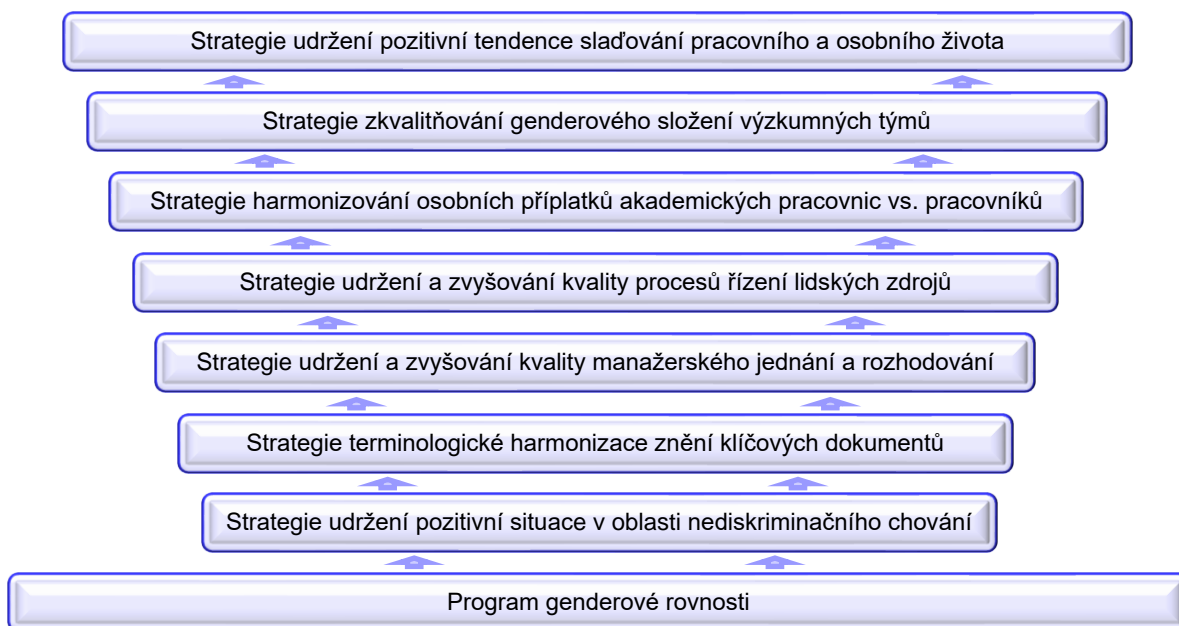 Strategie udržení pozitivní tendence slaďování pracovního a osobního života
Strategie zkvalitňování genderového složení výzkumných týmů
Strategie harmonizování osobních příplatků akademických pracovnic vs. pracovníků
Strategie udržení a zvyšování kvality procesů řízení lidských zdrojů
Strategie udržení a zvyšování kvality manažerského jednání a rozhodování
Strategie terminologické harmonizace znění klíčových dokumentů
Strategie udržení pozitivní situace v oblasti nediskriminačního chování
Program genderové rovnosti